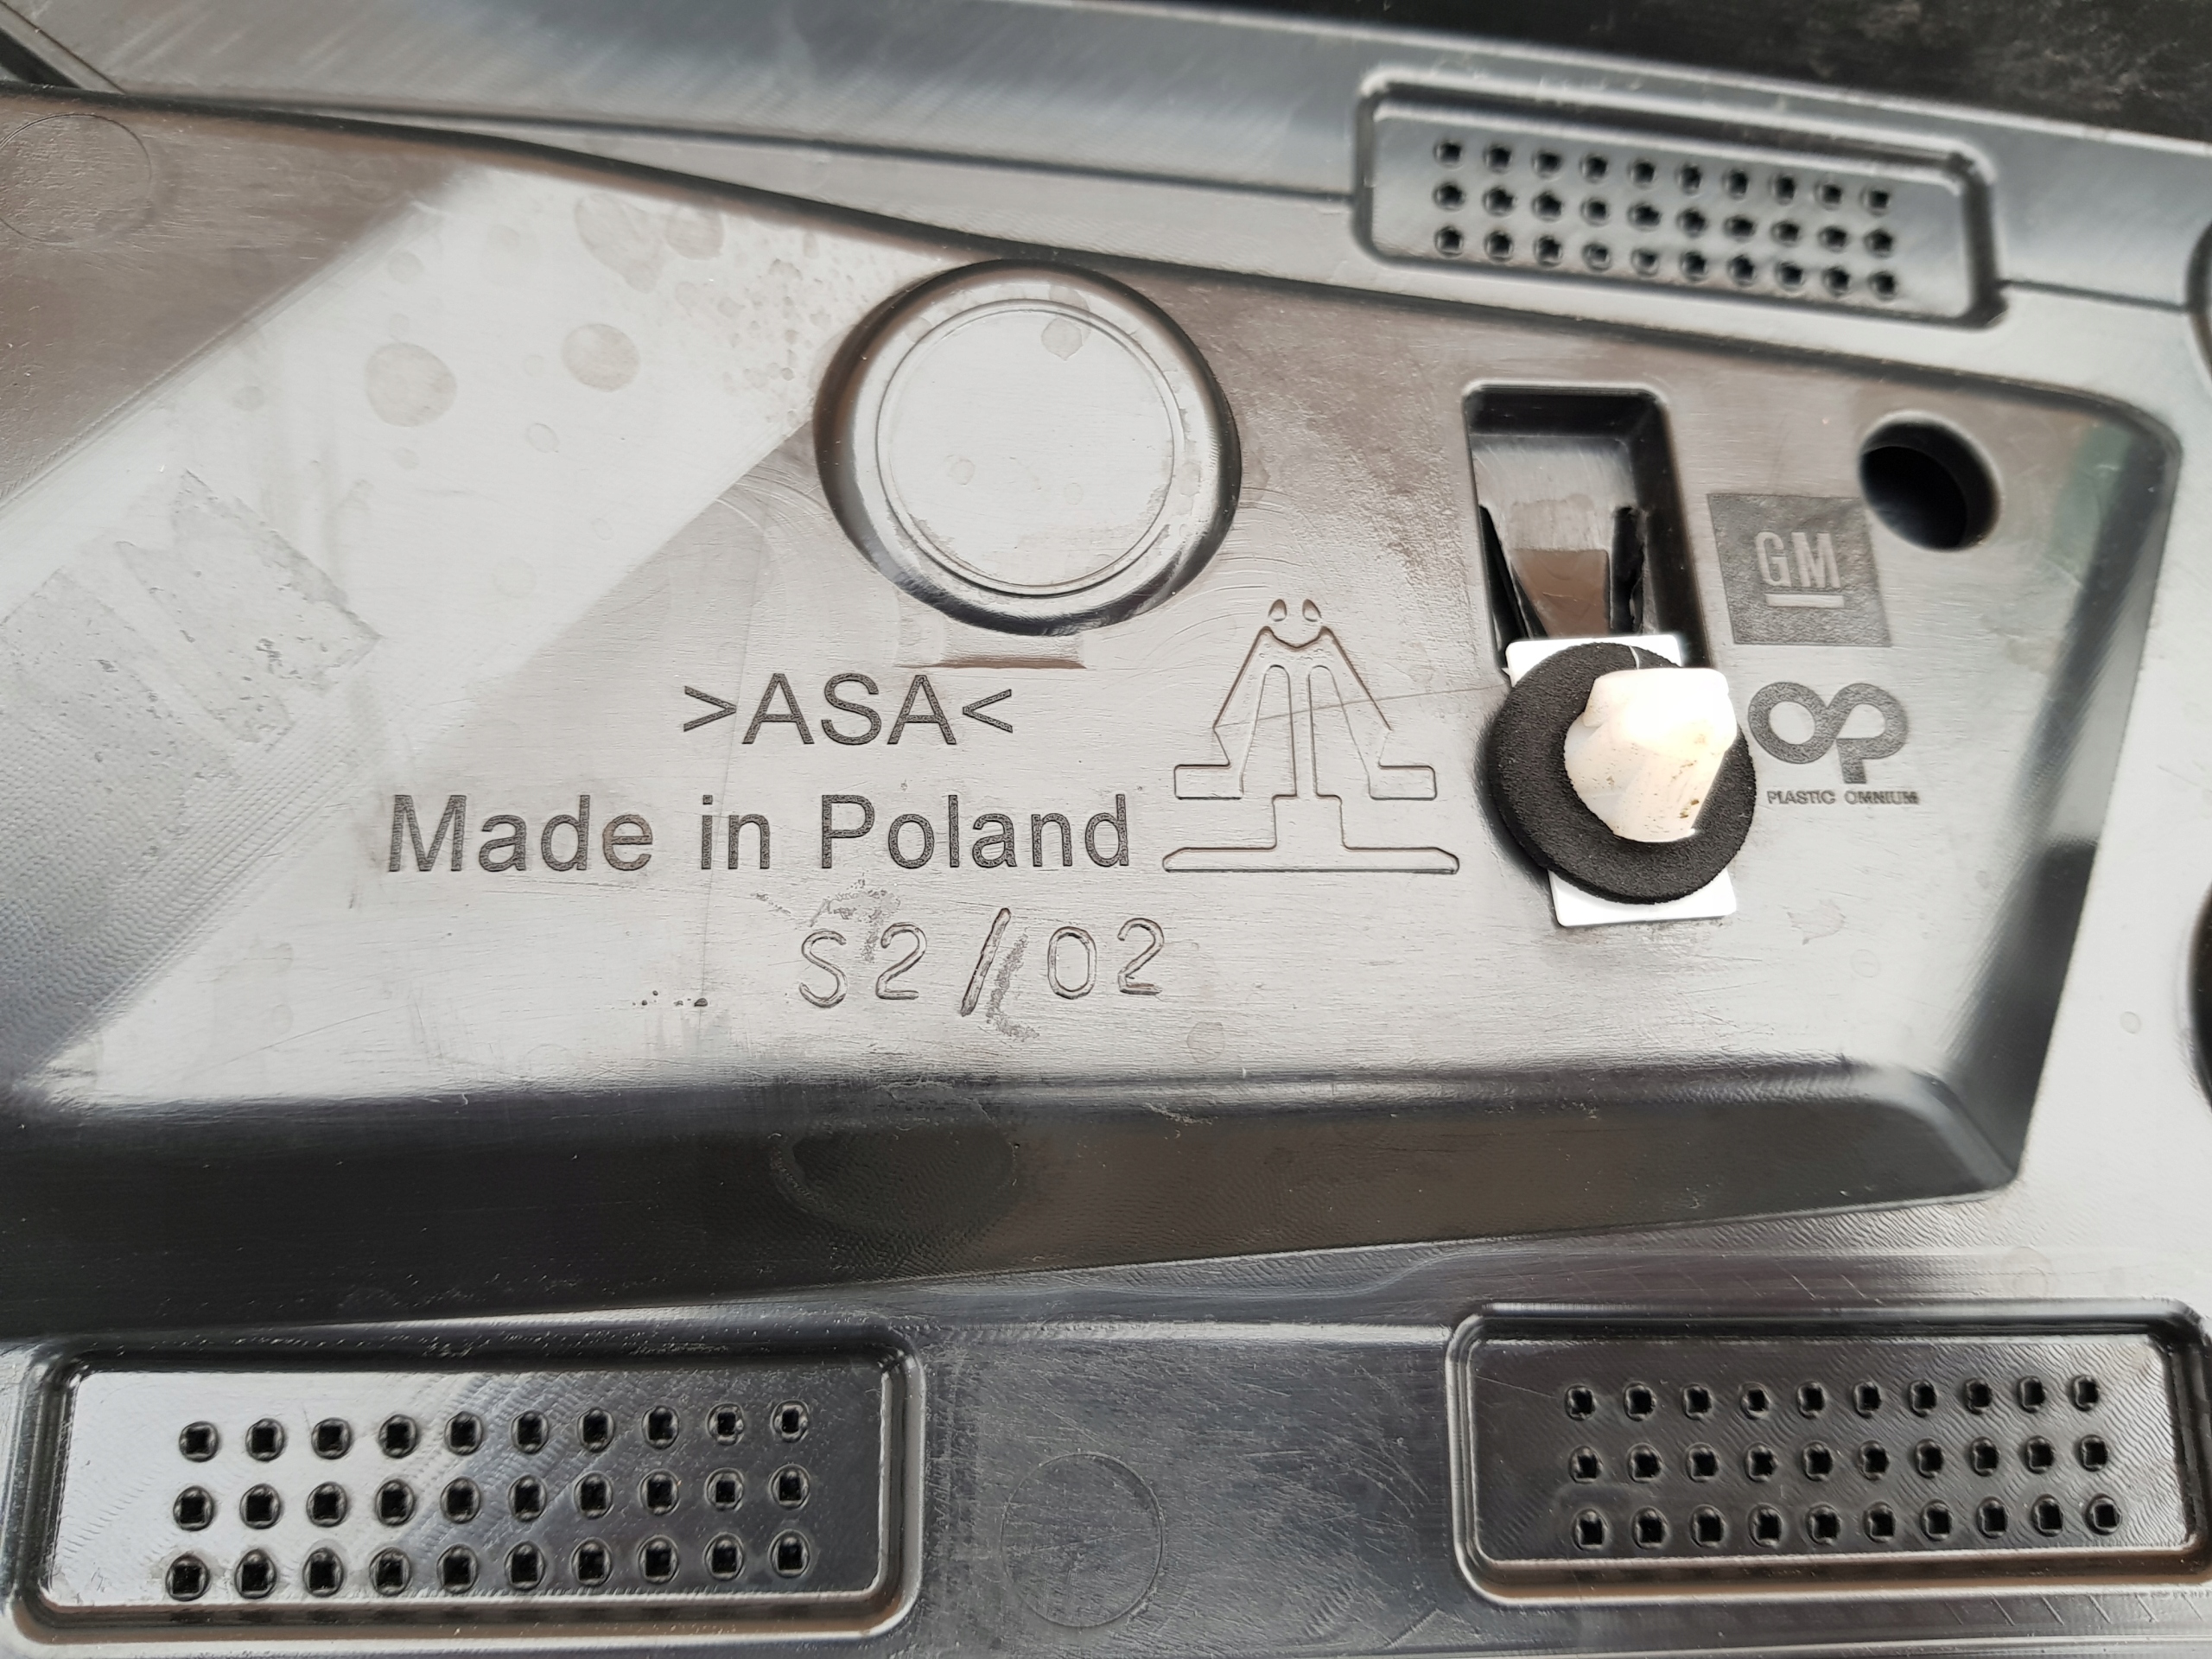 GM
>ASA<
PLASTIC OMNIUM
Made in Poland
S2/02